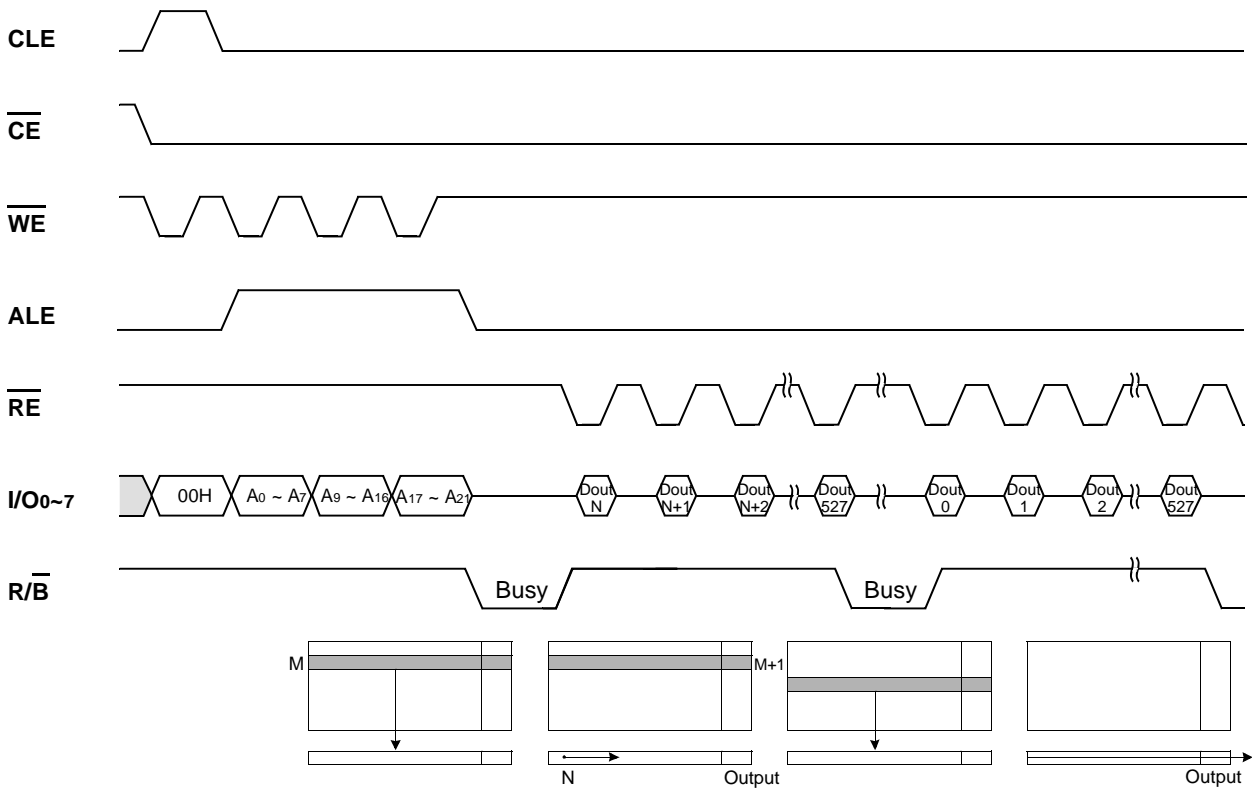 CLE
CE
WE
ALE
RE
I/O0~7 00H A0 ~ A7 A9 ~ A16 A17 ~ A21 Dout N Dout N+1 Dout N+2 Dout 527 Dout 0 Dout 1 Dout 2 Dout 527
R/B Busy Busy
M M+1
N Output Output